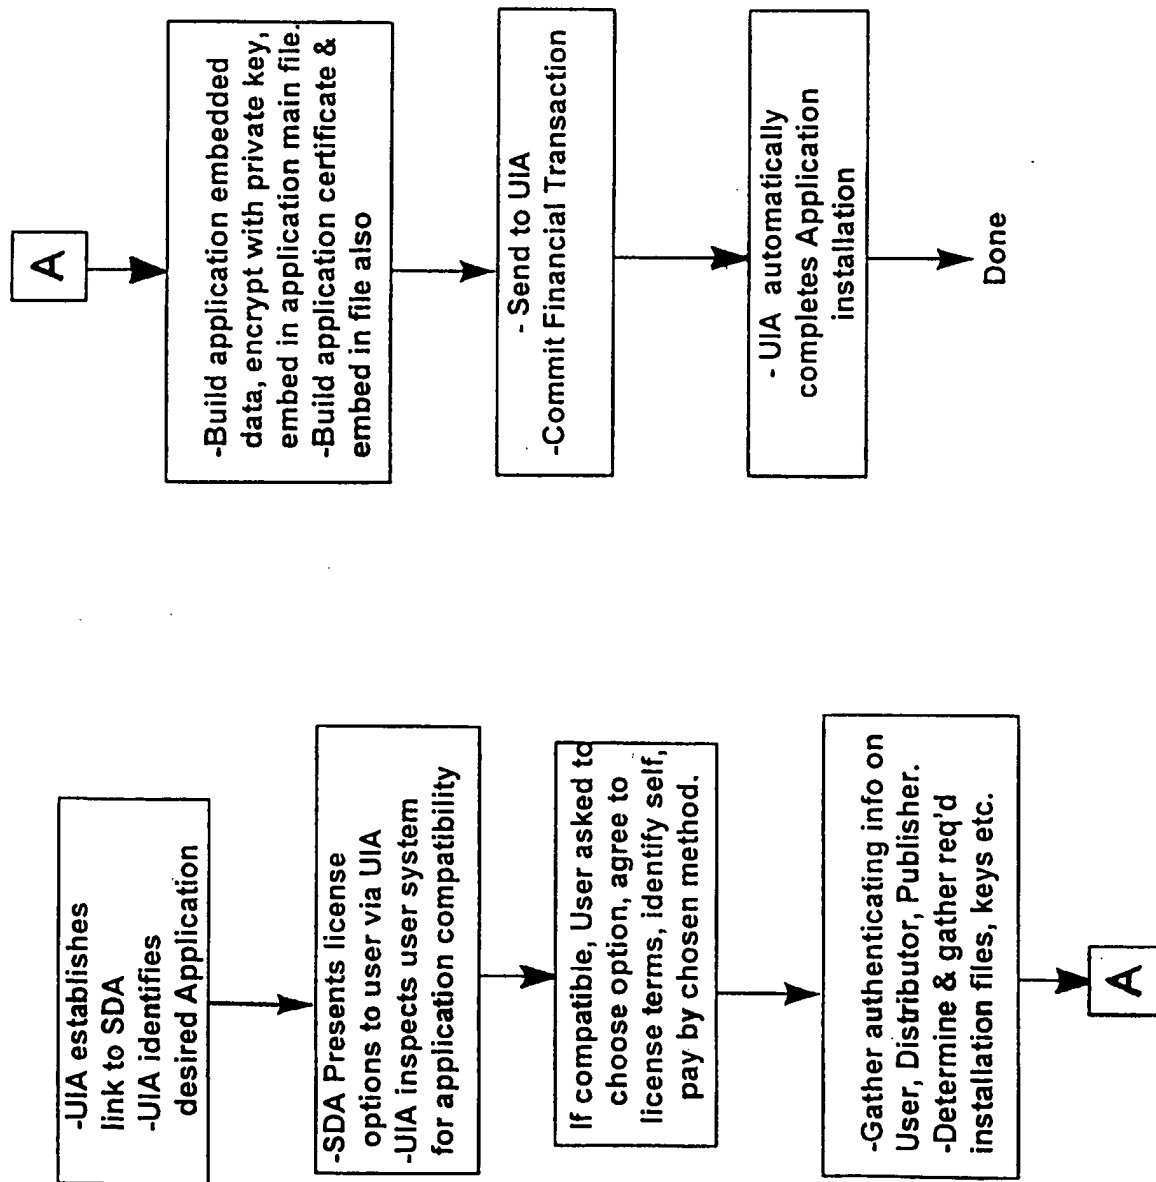 -UIA establishes
link to SDA
-UIA identifies
desired Application
-SDA Presents license
options to user via UIA
-UIA inspects user system
for application compatibility
If compatible, User asked to
choose option, agree to
license terms, identify self,
pay by chosen method.
-Gather authenticating info on
User, Distributor, Publisher.
-Determine & gather req'd
installation files, keys etc.
A
A
-Build application embedded
data, encrypt with private key,
embed in application main file.
-Build application certificate &
embed in file also
- Send to UIA
-Commit Financial Transaction
- UIA automatically
completes Application
installation
Done